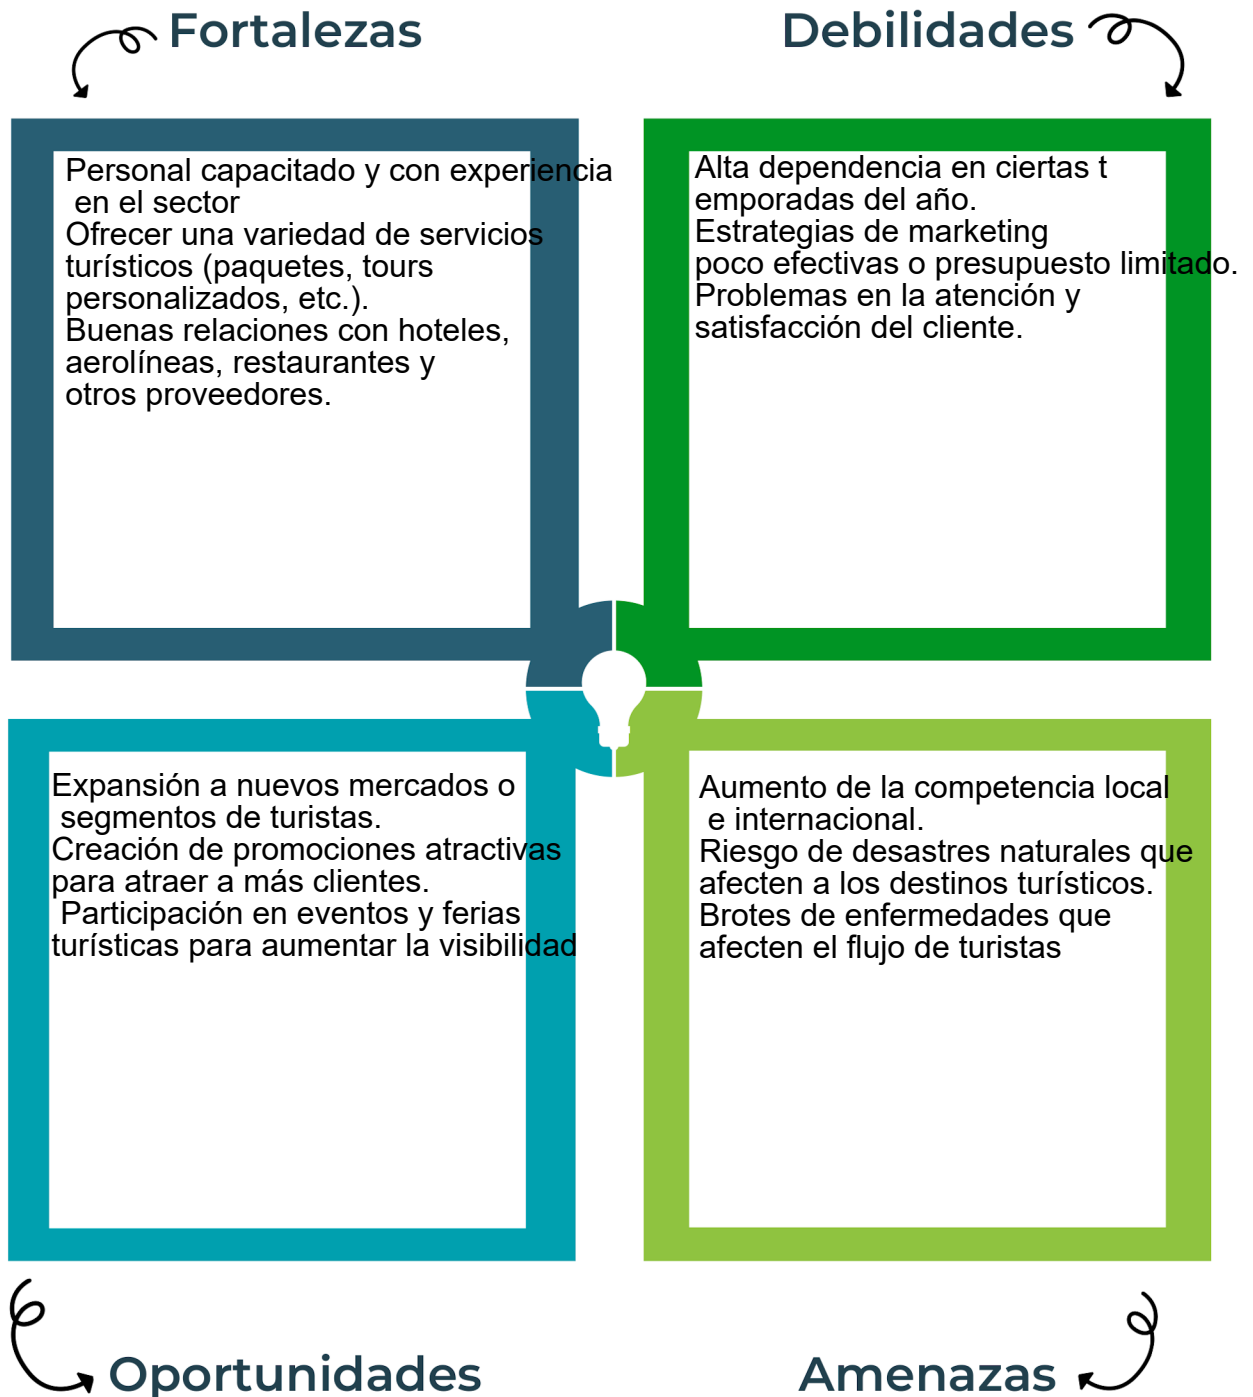 Fortalezas
Personal capacitado y con experiencia
en el sector
Ofrecer una variedad de servicios
turísticos (paquetes, tours
personalizados, etc.).
Buenas relaciones con hoteles,
aerolíneas, restaurantes y
otros proveedores.
Debilidades
Alta dependencia en ciertas t
emporadas del año.
Estrategias de marketing
poco efectivas o presupuesto limitado.
Problemas en la atención y
satisfacción del cliente.
Expansión a nuevos mercados o
segmentos de turistas.
Creación de promociones atractivas
para atraer a más clientes.
Participación en eventos y ferias
turísticas para aumentar la visibilidad
Oportunidades
Aumento de la competencia local
e internacional.
Riesgo de desastres naturales que
afecten a los destinos turísticos.
Brotes de enfermedades que
afecten el flujo de turistas
Amenazas